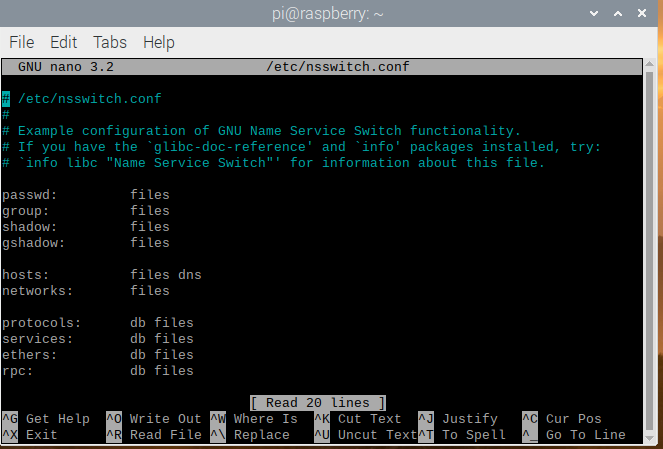 pi@raspberry: ~
File Edit Tabs Help
GNU nano 3.2 /etc/nsswitch.conf
# /etc/nsswitch.conf
#
# Example configuration of GNU Name Service Switch functionality.
# If you have the `glibc-doc-reference' and `info' packages installed, try:
# `info libc "Name Service Switch"' for information about this file.
passwd: files
group: files
shadow: files
gshadow: files
hosts: files dns
networks: files
protocols: db files
services: db files
ethers: db files
rpc: db files
[ Read 20 lines ]
^G Get Help ^O Write Out ^W Where Is ^K Cut Text ^J Justify ^C Cur Pos
^X Exit ^R Read File ^\ Replace ^U Uncut Text ^T To Spell ^_ Go To Line